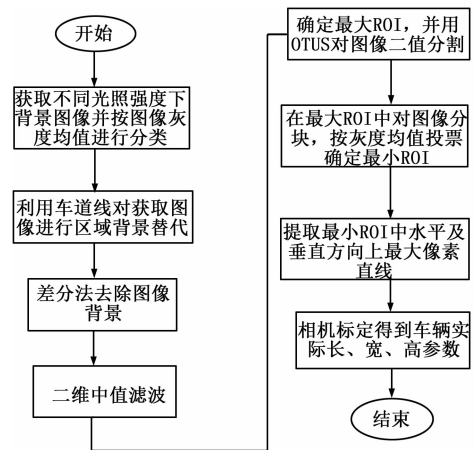 开始
获取不同光照强度下
背景图像并按图像灰
度均值进行分类
利用车道线对获取图
像进行区域背景替代
差分法去除图像
背景
二维中值滤波
确定最大ROI，并用
OTUS对图像二值分割
在最大ROI中对图像分
块，按灰度均值投票
确定最小ROI
提取最小ROI中水平及
垂直方向上最大像素
直线
相机标定得到车辆实
际长、宽、高参数
结束